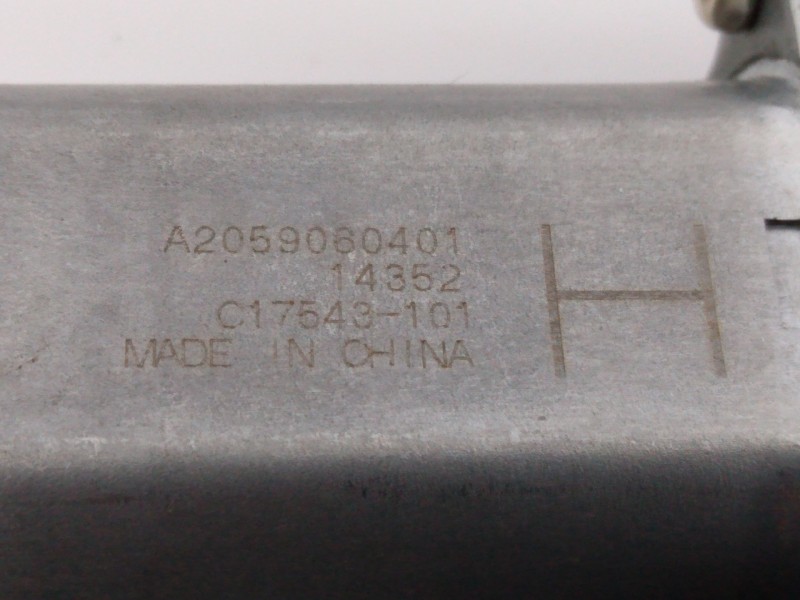 A2059060401
14352
C17543-101
MADE IN CHINA
H